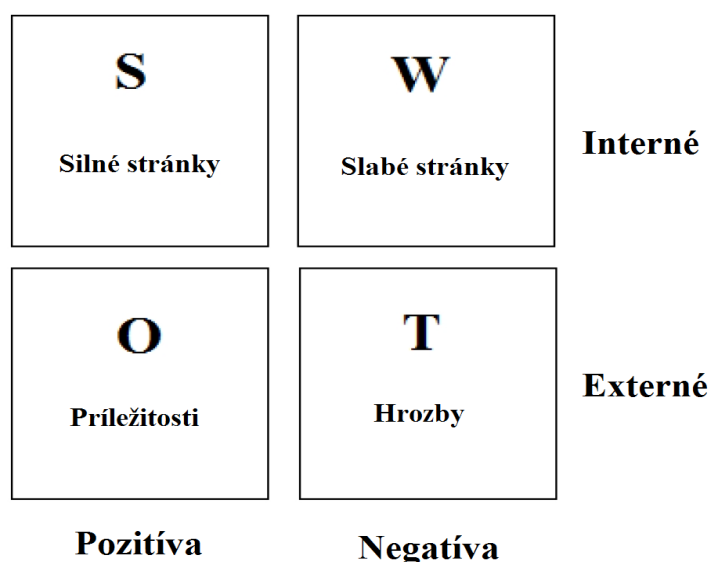 S
W
Silné stránky
Slabé stránky
Interné
O
T
Príležitosti
Hrozby
Externé
Pozitíva
Negatíva